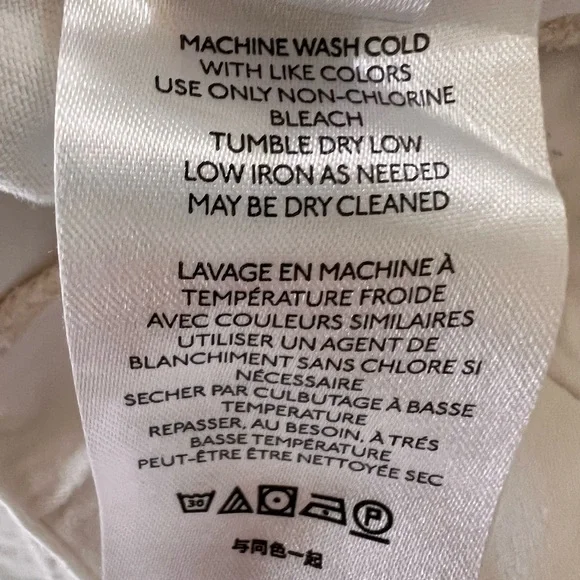 MACHINE WASH COLD
WITH LIKE COLORS
USE ONLY NON-CHLORINE
BLEACH
TUMBLE DRY LOW
LOW IRON AS NEEDED
MAY BE DRY CLEANED
LAVAGE EN MACHINE À
TEMPÉRATURE FROIDE
AVEC COULEURS SIMILAIRES
UTILISER UN AGENT DE
BLANCHIMENT SANS CHLORE SI
NÉCESSAIRE
SECHER PAR CULBUTAGE À BASSE
TEMPERATURE
REPASSER, AU BESOIN, À TRÉS
BASSE TEMPÉRATURE
PEUT-ÊTRE ÊTRE NETTOYÉE SEC
30 P
与同色一起